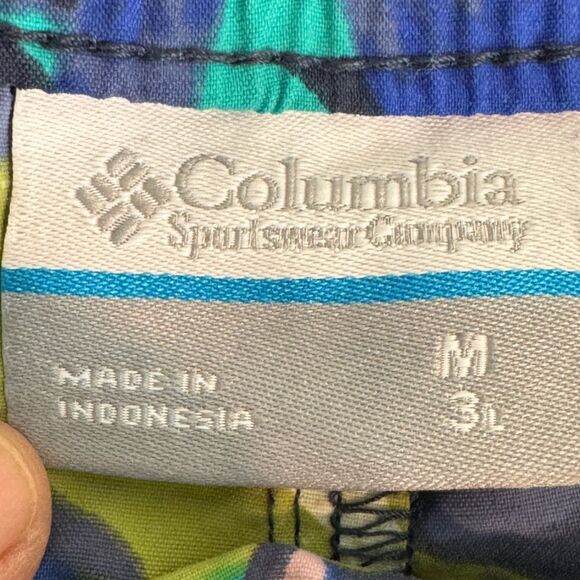 Columbia
Sportswear Company
M
MADE IN
INDONESIA
3L